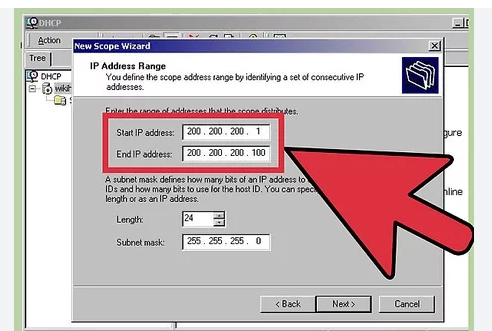 DHCP
Action
New Scope Wizard
Tree
IP Address Range
You define the scope address range by identifying a set of consecutive IP
addresses.
DHCP
wikiH
Enter the range of addresses that the scope distributes.
Start IP address: 200 . 200 . 200 . 1
gure
End IP address: 200 . 200 . 200 . 100
A subnet mask defines how many bits of an IP address to
IDs and how many bits to use for the host ID. You can speci
nline
length or as an IP address.
Length: 24
Subnet mask: 255 . 255 . 255 . 0
< Back Next > Cancel